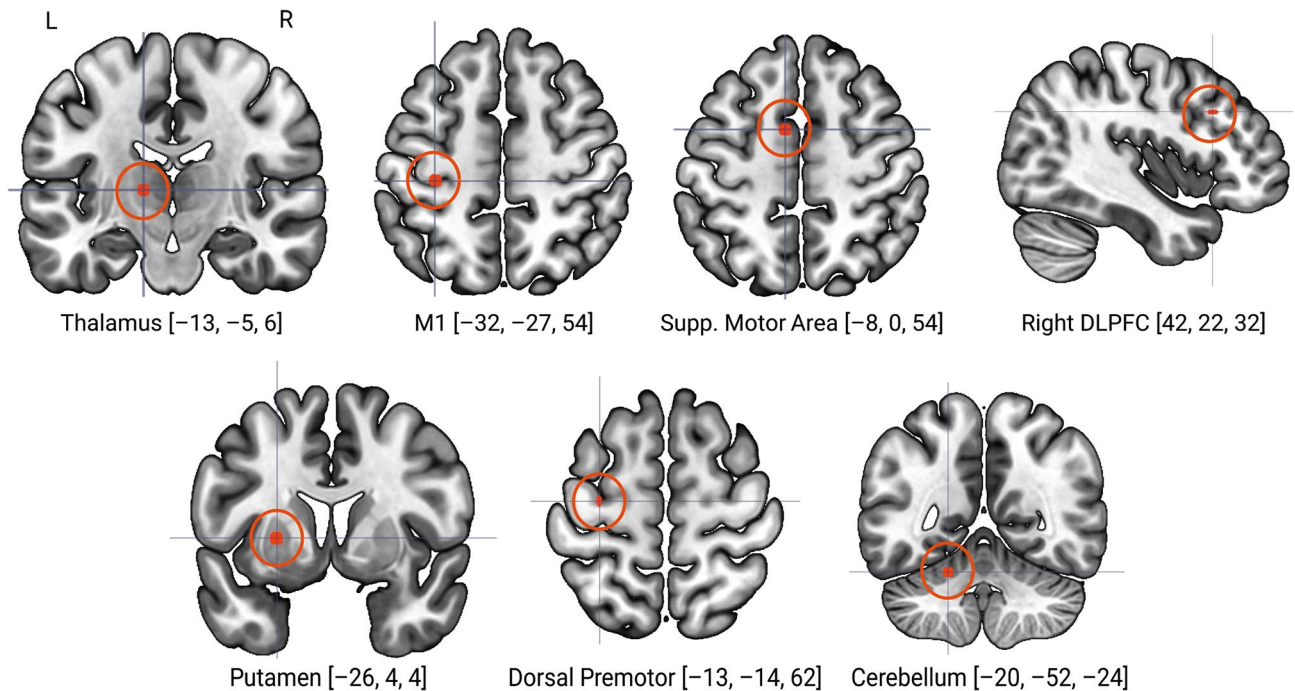 L R
Thalamus [−13, −5, 6]
M1 [−32, −27, 54]
Supp. Motor Area [−8, 0, 54]
Right DLPFC [42, 22, 32]
Putamen [−26, 4, 4]
Dorsal Premotor [−13, −14, 62]
Cerebellum [−20, −52, −24]